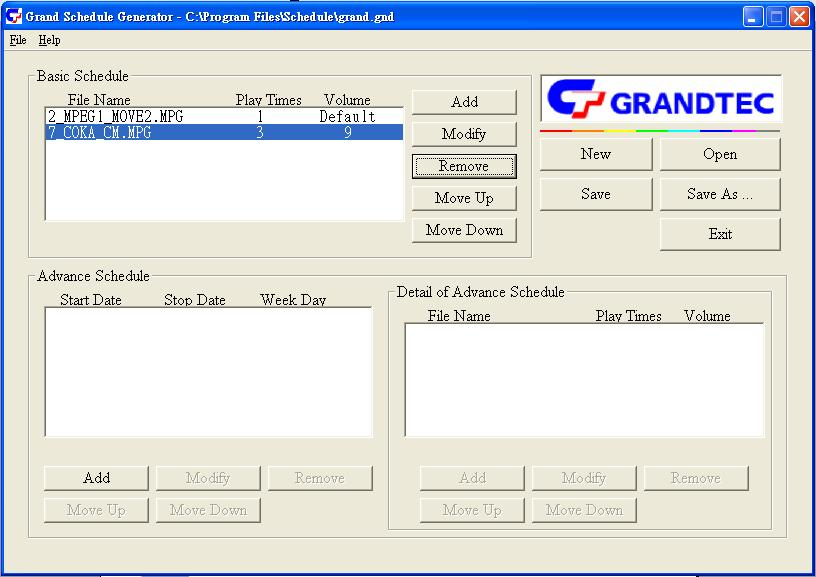 Grand Schedule Generator - C:\Program Files\Schedule\grand.gnd
File Help
Basic Schedule
File Name Play Times Volume
2_MPEG1_MOVE2.MPG 1 Default
7_COKA_CM.MPG 3 9
Add
Modify
Remove
Move Up
Move Down
GRANDTEC
New Open
Save Save As ...
Exit
Advance Schedule
Start Date Stop Date Week Day
Add Modify Remove
Move Up Move Down
Detail of Advance Schedule
File Name Play Times Volume
Add Modify Remove
Move Up Move Down